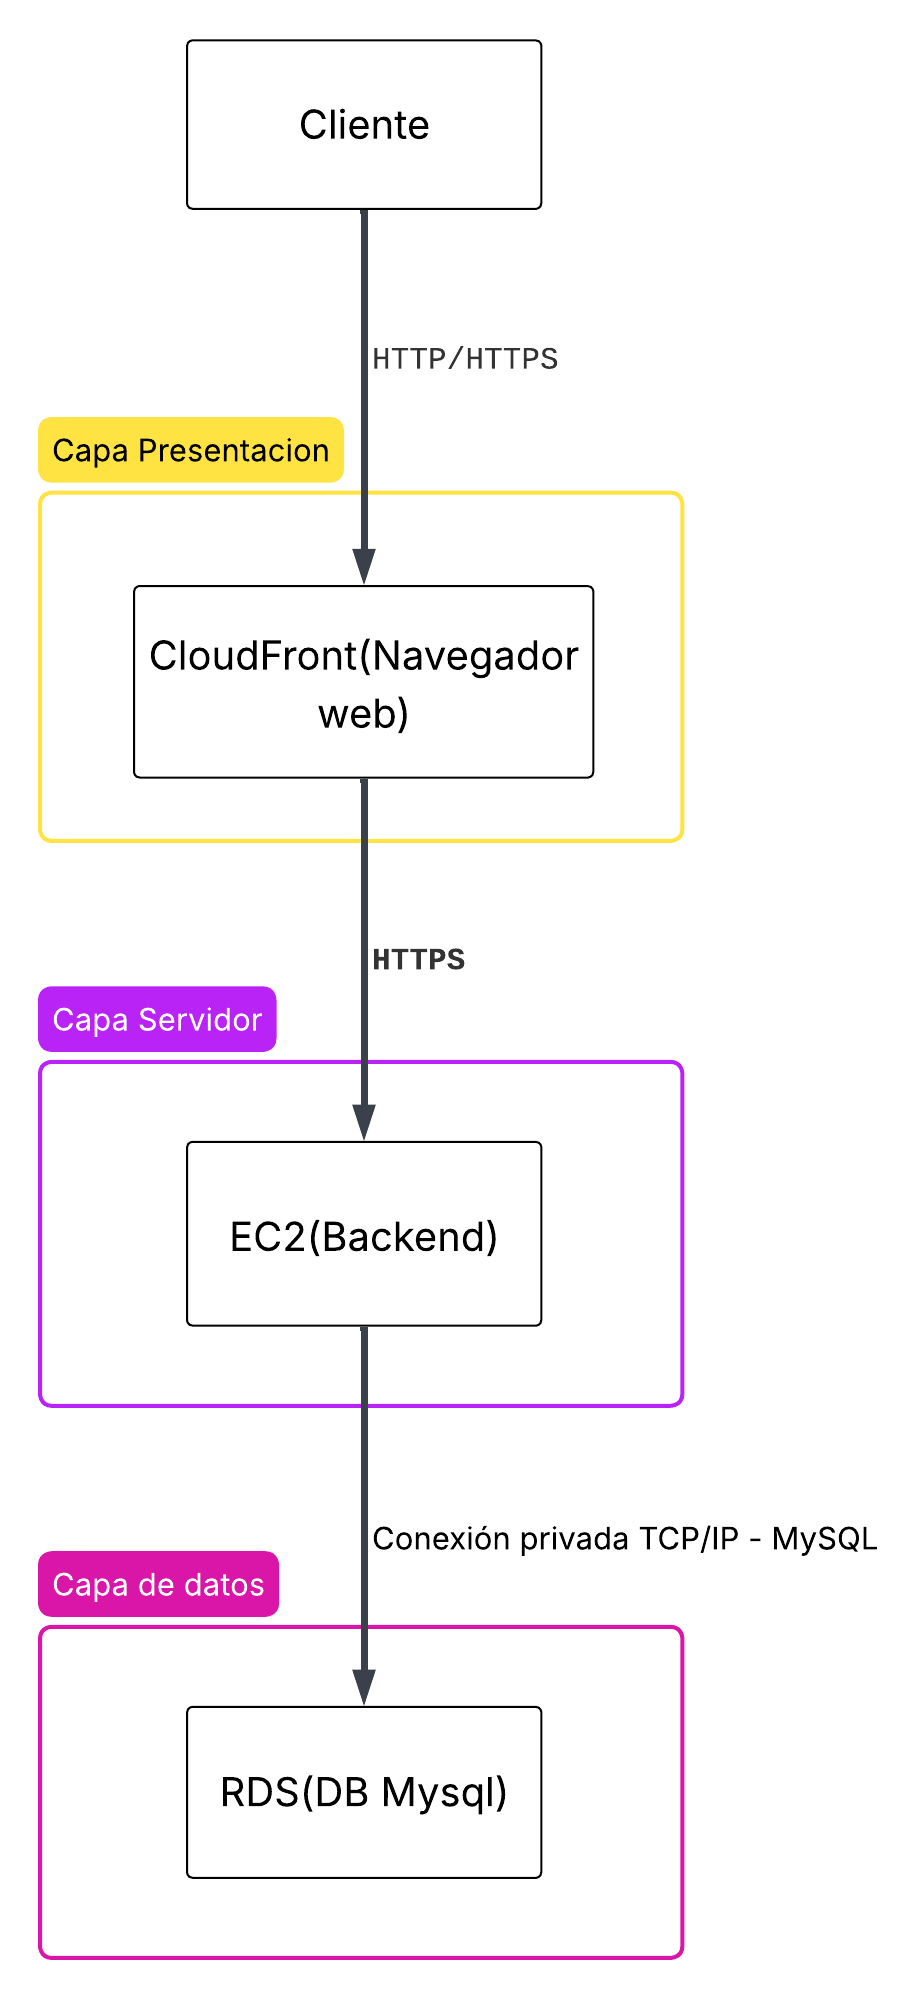 Cliente
HTTP/HTTPS
Capa Presentacion
CloudFront(Navegador
web)
HTTPS
Capa Servidor
EC2(Backend)
Conexión privada TCP/IP - MySQL
Capa de datos
RDS(DB Mysql)